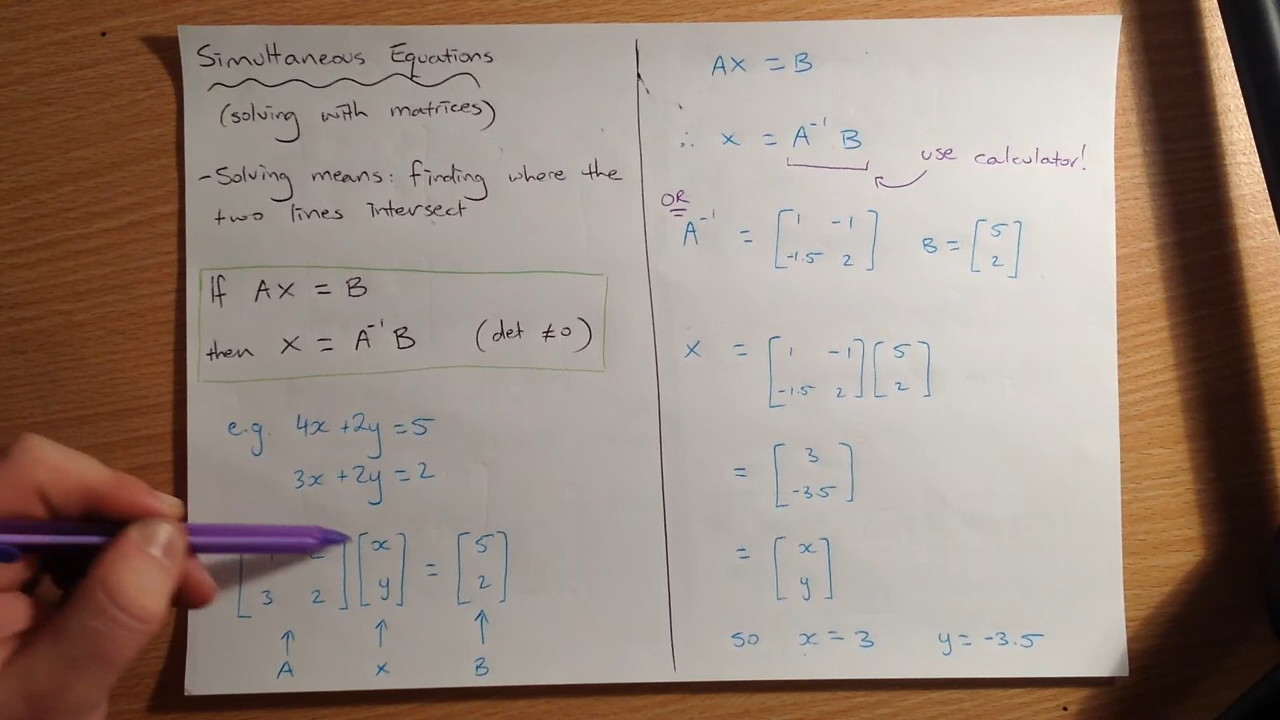 Simultaneous Equations
(solving with matrices)
- Solving means: finding where the
two lines intersect
If AX = B
then X = A⁻¹B (det ≠ 0)
e.g. 4x + 2y = 5
3x + 2y = 2
[ 3 2 ] [ x y ] = [ 5 2 ]
↑ ↑ ↑
A X B
AX = B
∴ X = A⁻¹ B
use calculator!
OR
A⁻¹ = [ 1 -1 -1.5 2 ] B = [ 5 2 ]
X = [ 1 -1 -1.5 2 ] [ 5 2 ]
= [ 3 -3.5 ]
= [ x y ]
so x = 3 y = -3.5